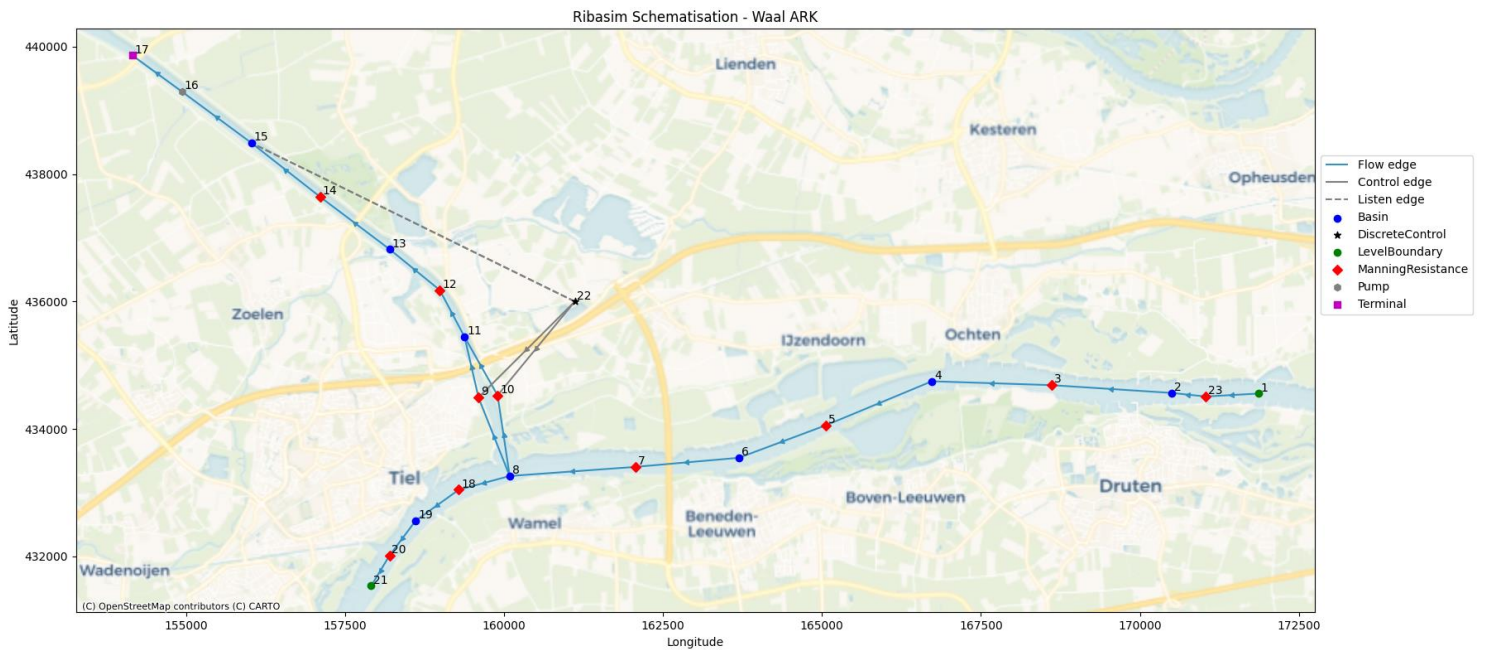 Ribasim Schematisation - Waal ARK
440000
438000
436000
434000
432000
Latitude
17
16
15
14
13
12
11
9
10
22
8
18
19
20
21
7
6
5
4
3
2
23
1
Lienden
Kesteren
Opheusden
Zoelen
IJzendoorn
Ochten
Tiel
Wamel
Beneden-
Leeuwen
Boven-Leeuwen
Druten
Wadenoijen
(C) OpenStreetMap contributors (C) CARTO
155000
157500
160000
162500
165000
167500
170000
172500
Longitude
Flow edge
Control edge
Listen edge
Basin
DiscreteControl
LevelBoundary
ManningResistance
Pump
Terminal